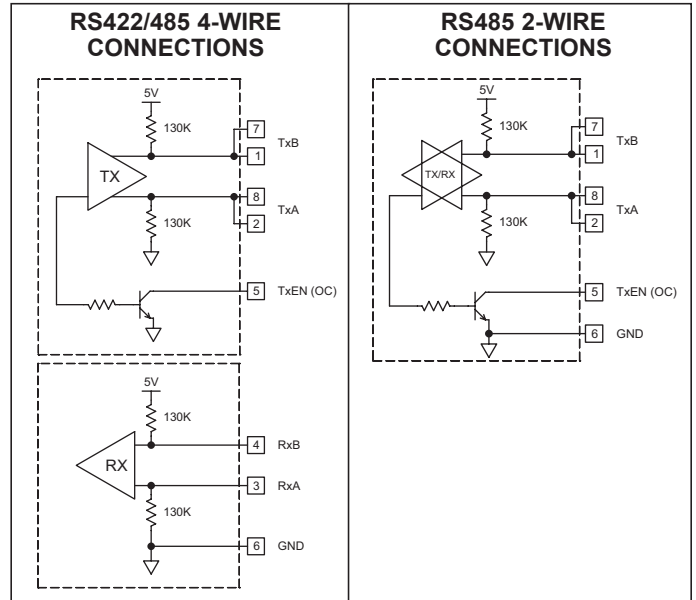 RS422/485 4-WIRE
CONNECTIONS
5V
130K
7
TxB
1
TX
8
TxA
130K
2
5
TxEN (OC)
5V
130K
4
RxB
RX
3
RxA
130K
6
GND
RS485 2-WIRE
CONNECTIONS
5V
130K
7
TxB
1
TX/RX
8
TxA
130K
2
5
TxEN (OC)
6
GND